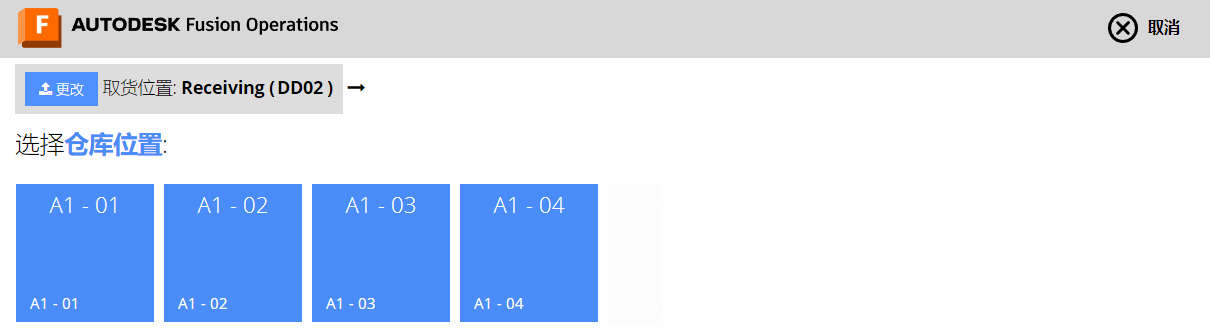 F AUTODESK Fusion Operations
取消
更改 取货位置: Receiving ( DD02 )
选择仓库位置:
A1 - 01 A1 - 02 A1 - 03 A1 - 04
A1 - 01 A1 - 02 A1 - 03 A1 - 04